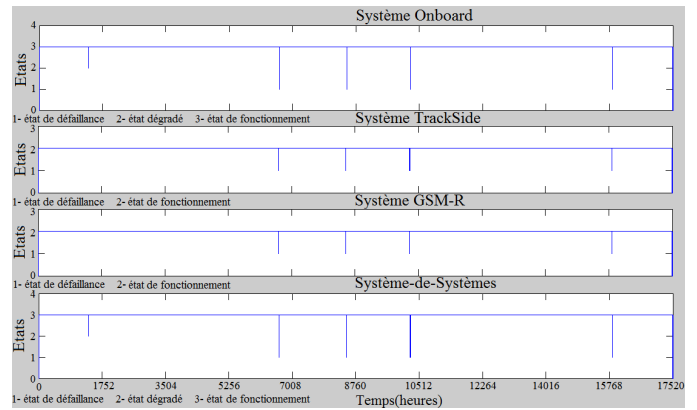 Système Onboard
4
3
2
1
0
Etats
1- état de défaillance 2- état dégradé 3- état de fonctionnement
Système TrackSide
3
2
1
0
1- état de défaillance 2- état de fonctionnement
Système GSM-R
3
2
1
0
1- état de défaillance 2- état de fonctionnement
Système-de-Systèmes
4
3
2
1
0
Etats
0 1752 3504 5256 7008 8760 10512 12264 14016 15768 17520
1- état de défaillance 2- état dégradé 3- état de fonctionnement
Temps(heures)